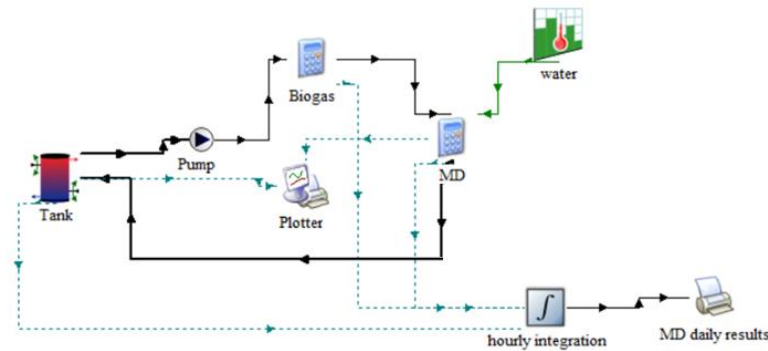 Biogas
water
Pump
MD
Tank
Plotter
hourly integration
MD daily results